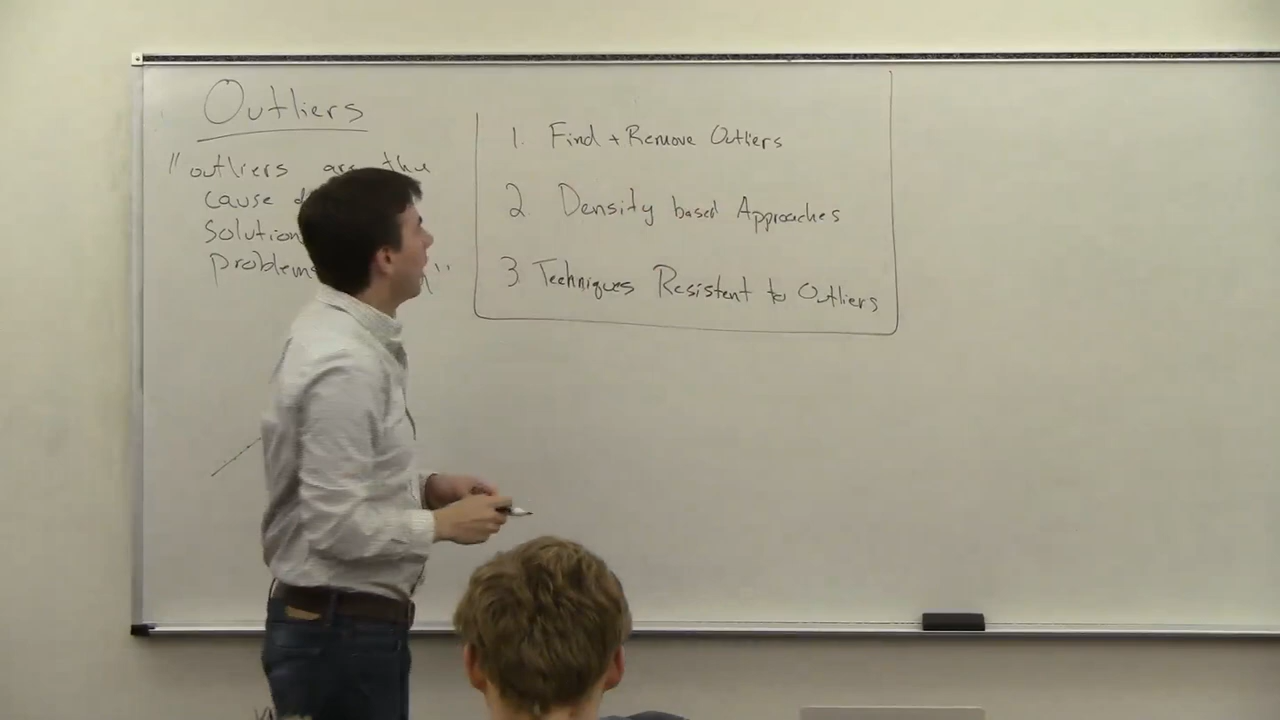 Outliers
"outliers are the
cause
solution
problems "
1. Find + Remove Outliers
2. Density based Approaches
3 Techniques Resistent to Outliers